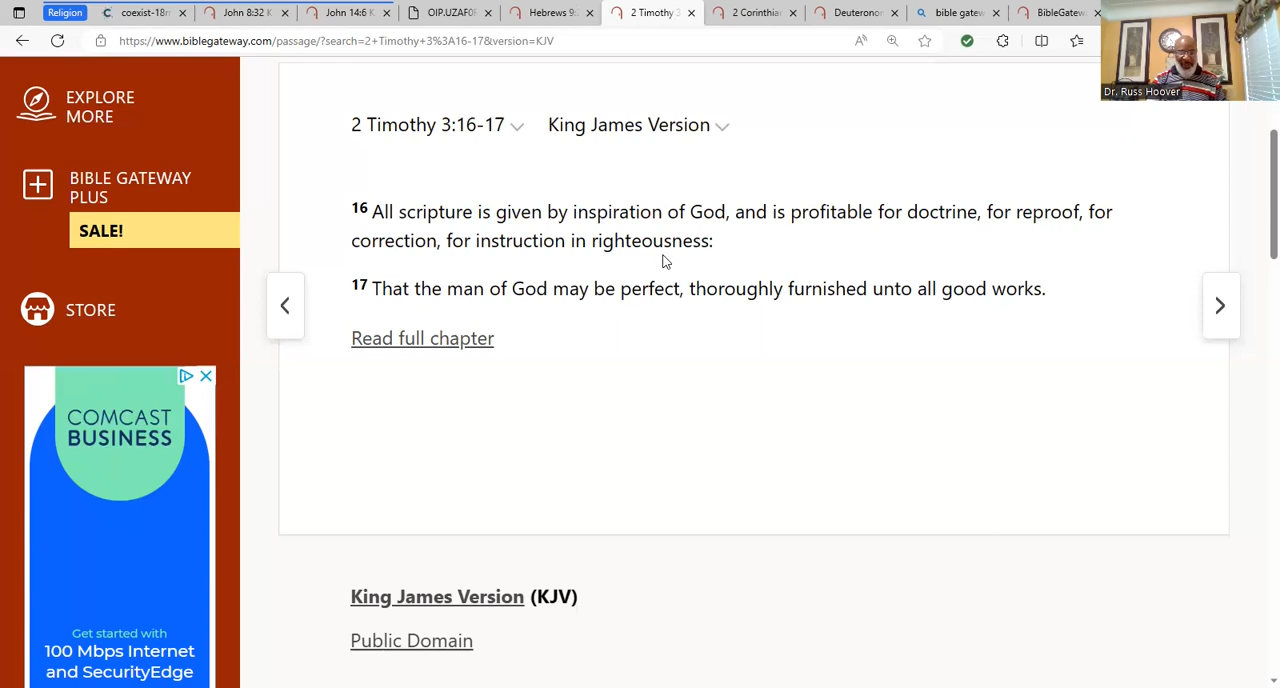 Religion
coexist-18m
John 8:32 K
John 14:6 K
OIP.UZAF0F
Hebrews 9:
2 Timothy 3
2 Corinthia
Deuterono
bible gatew
BibleGatew
https://www.biblegateway.com/passage/?search=2+Timothy+3%3A16-17&version=KJV
Dr. Russ Hoover
EXPLORE
MORE
BIBLE GATEWAY
PLUS
SALE!
STORE
COMCAST
BUSINESS
Get started with
100 Mbps Internet
and SecurityEdge
2 Timothy 3:16-17
King James Version
16 All scripture is given by inspiration of God, and is profitable for doctrine, for reproof, for
correction, for instruction in righteousness:
17 That the man of God may be perfect, thoroughly furnished unto all good works.
Read full chapter
King James Version (KJV)
Public Domain